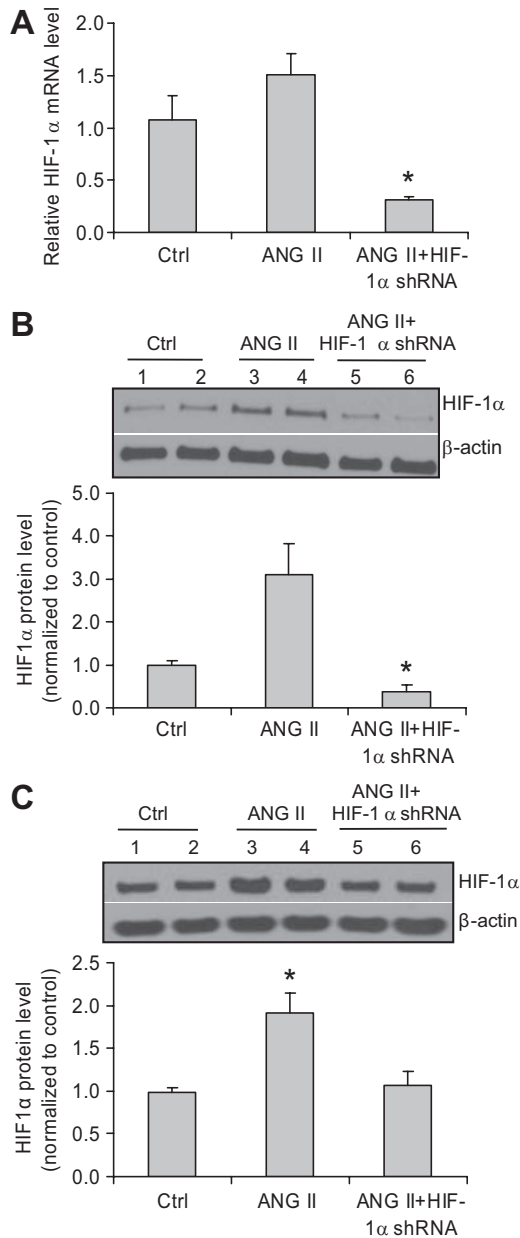 A
Relative HIF-1α mRNA level
2.0
1.5
1.0
0.5
0.0
*
Ctrl
ANG II
ANG II+HIF-
1α shRNA
B
Ctrl
ANG II
ANG II+
HIF-1 α shRNA
1 2 3 4 5 6
HIF-1α
β-actin
HIF1α protein level
(normalized to control)
5.0
4.0
3.0
2.0
1.0
0.0
*
Ctrl
ANG II
ANG II+HIF-
1α shRNA
C
Ctrl
ANG II
ANG II+
HIF-1 α shRNA
1 2 3 4 5 6
HIF-1α
β-actin
HIF1α protein level
(normalized to control)
2.5
2.0
1.5
1.0
0.5
0.0
*
Ctrl
ANG II
ANG II+HIF-
1α shRNA